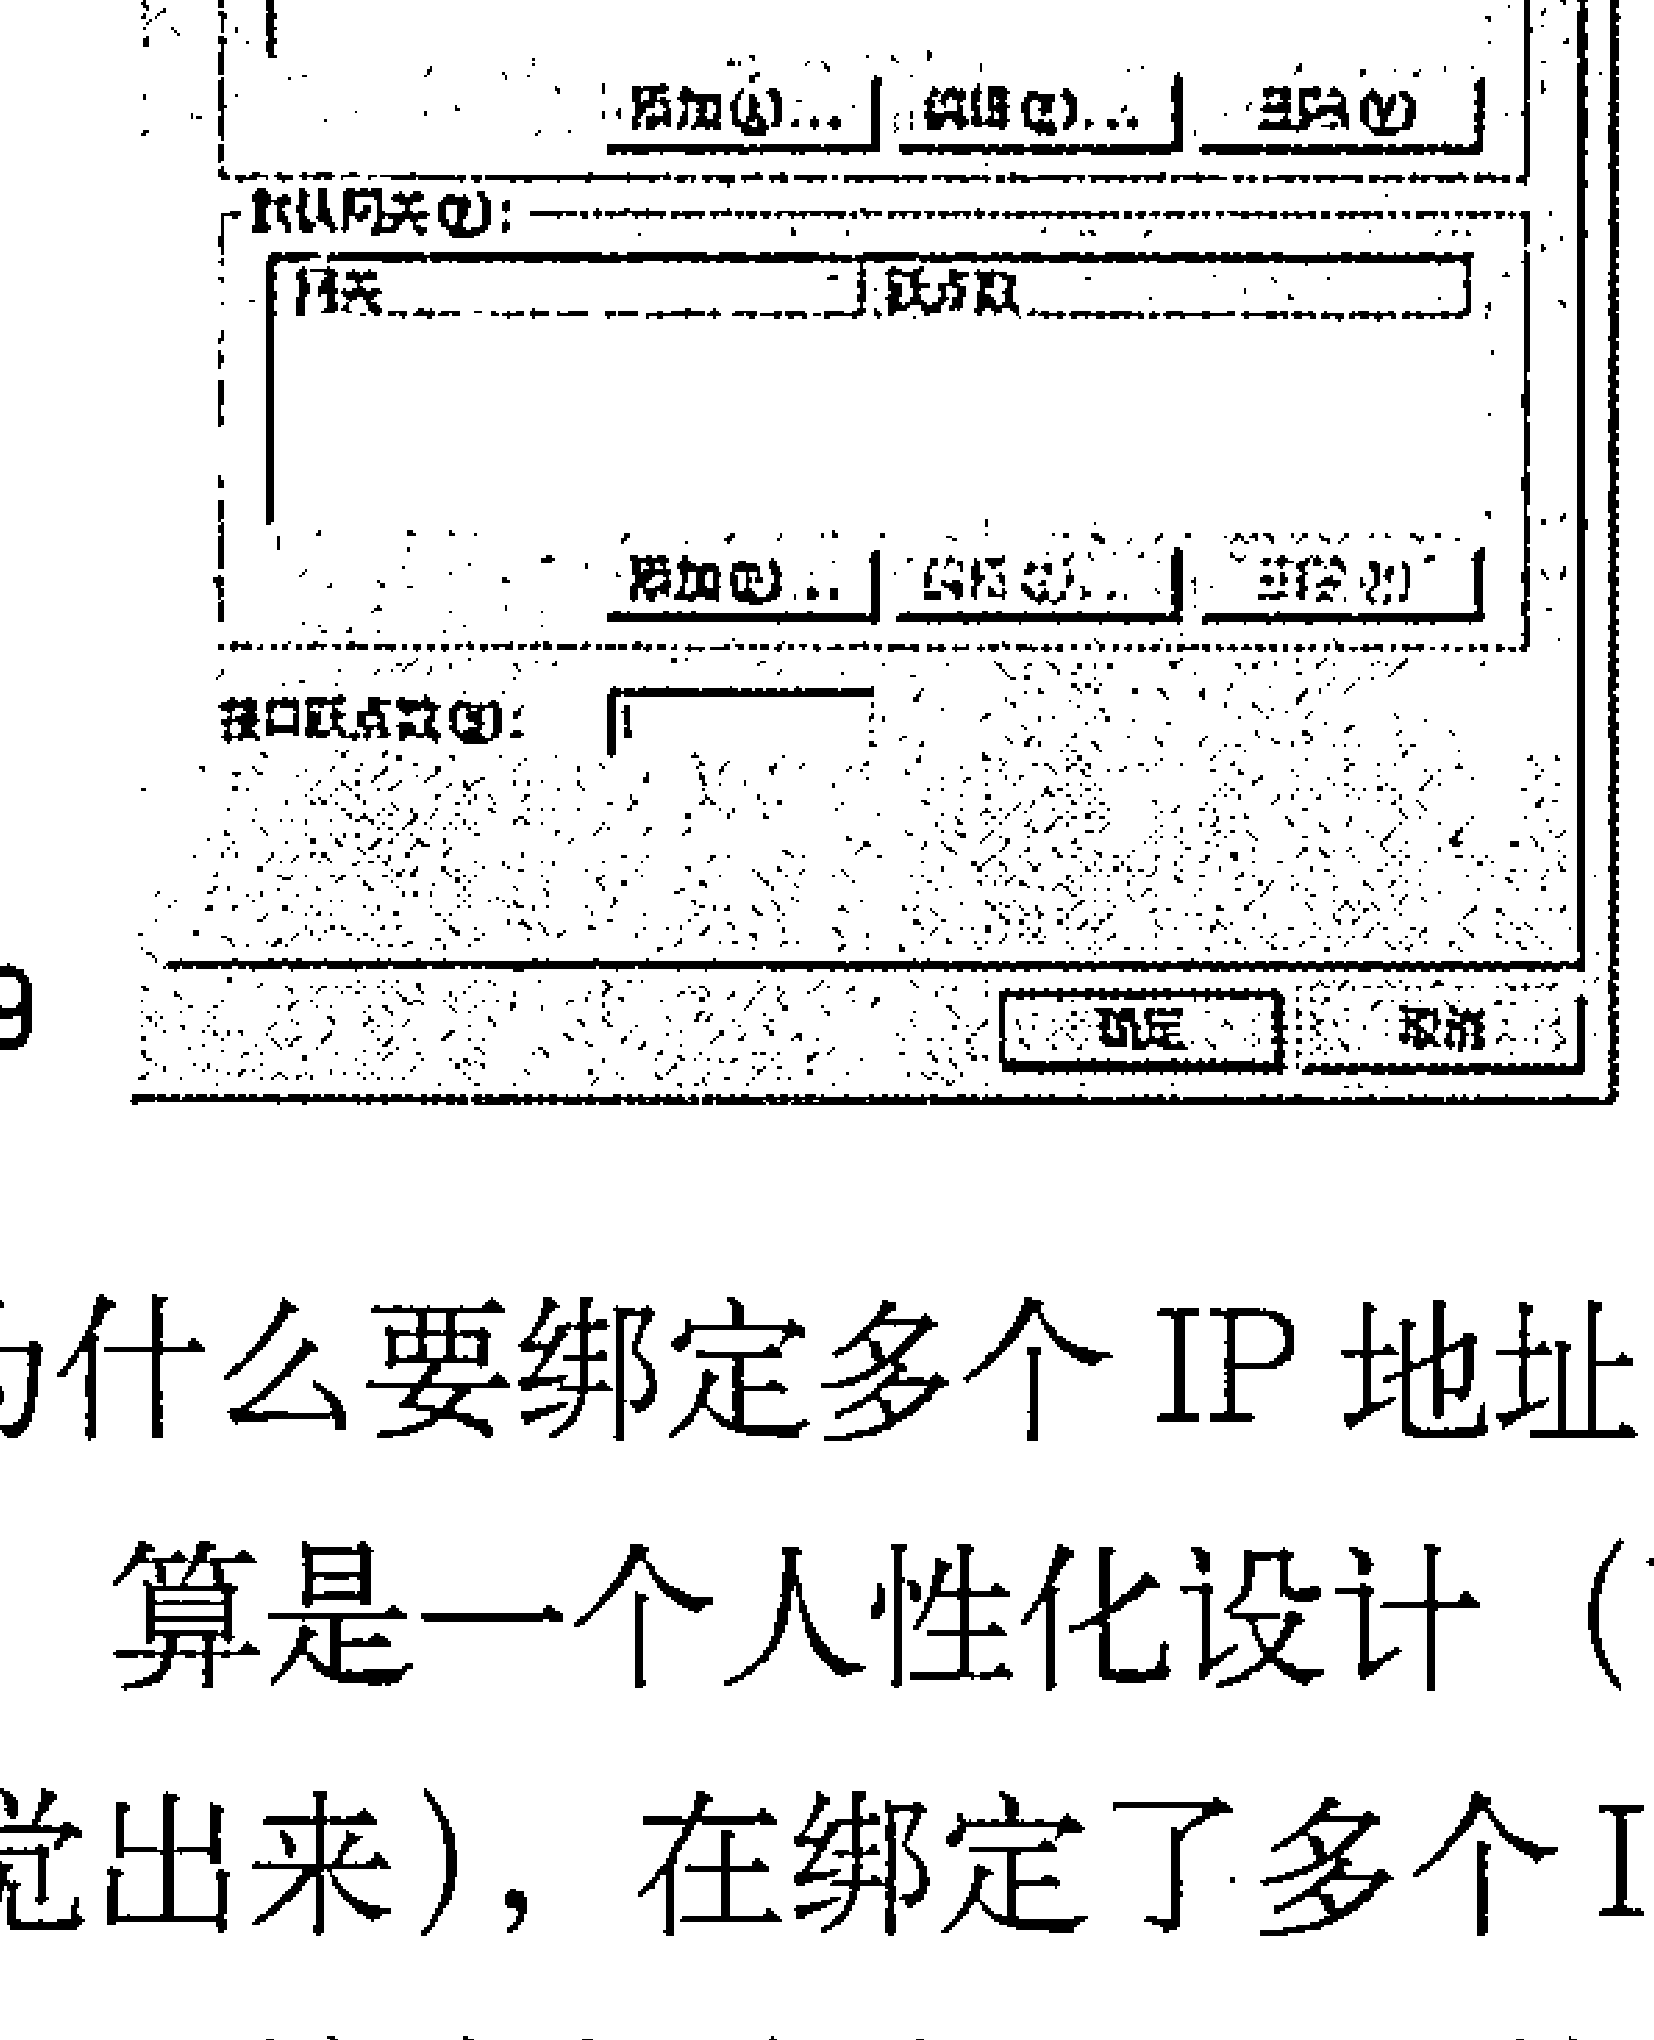 添加(A)... 编辑(E)... 删除(V)
默认网关(F):
网关 跃点数
添加(D)... 编辑(T)... 删除(M)
接口跃点数(N): 1
9
确定 取消
为什么要绑定多个 IP 地址
算是一个人性化设计（
觉出来），在绑定了多个 I